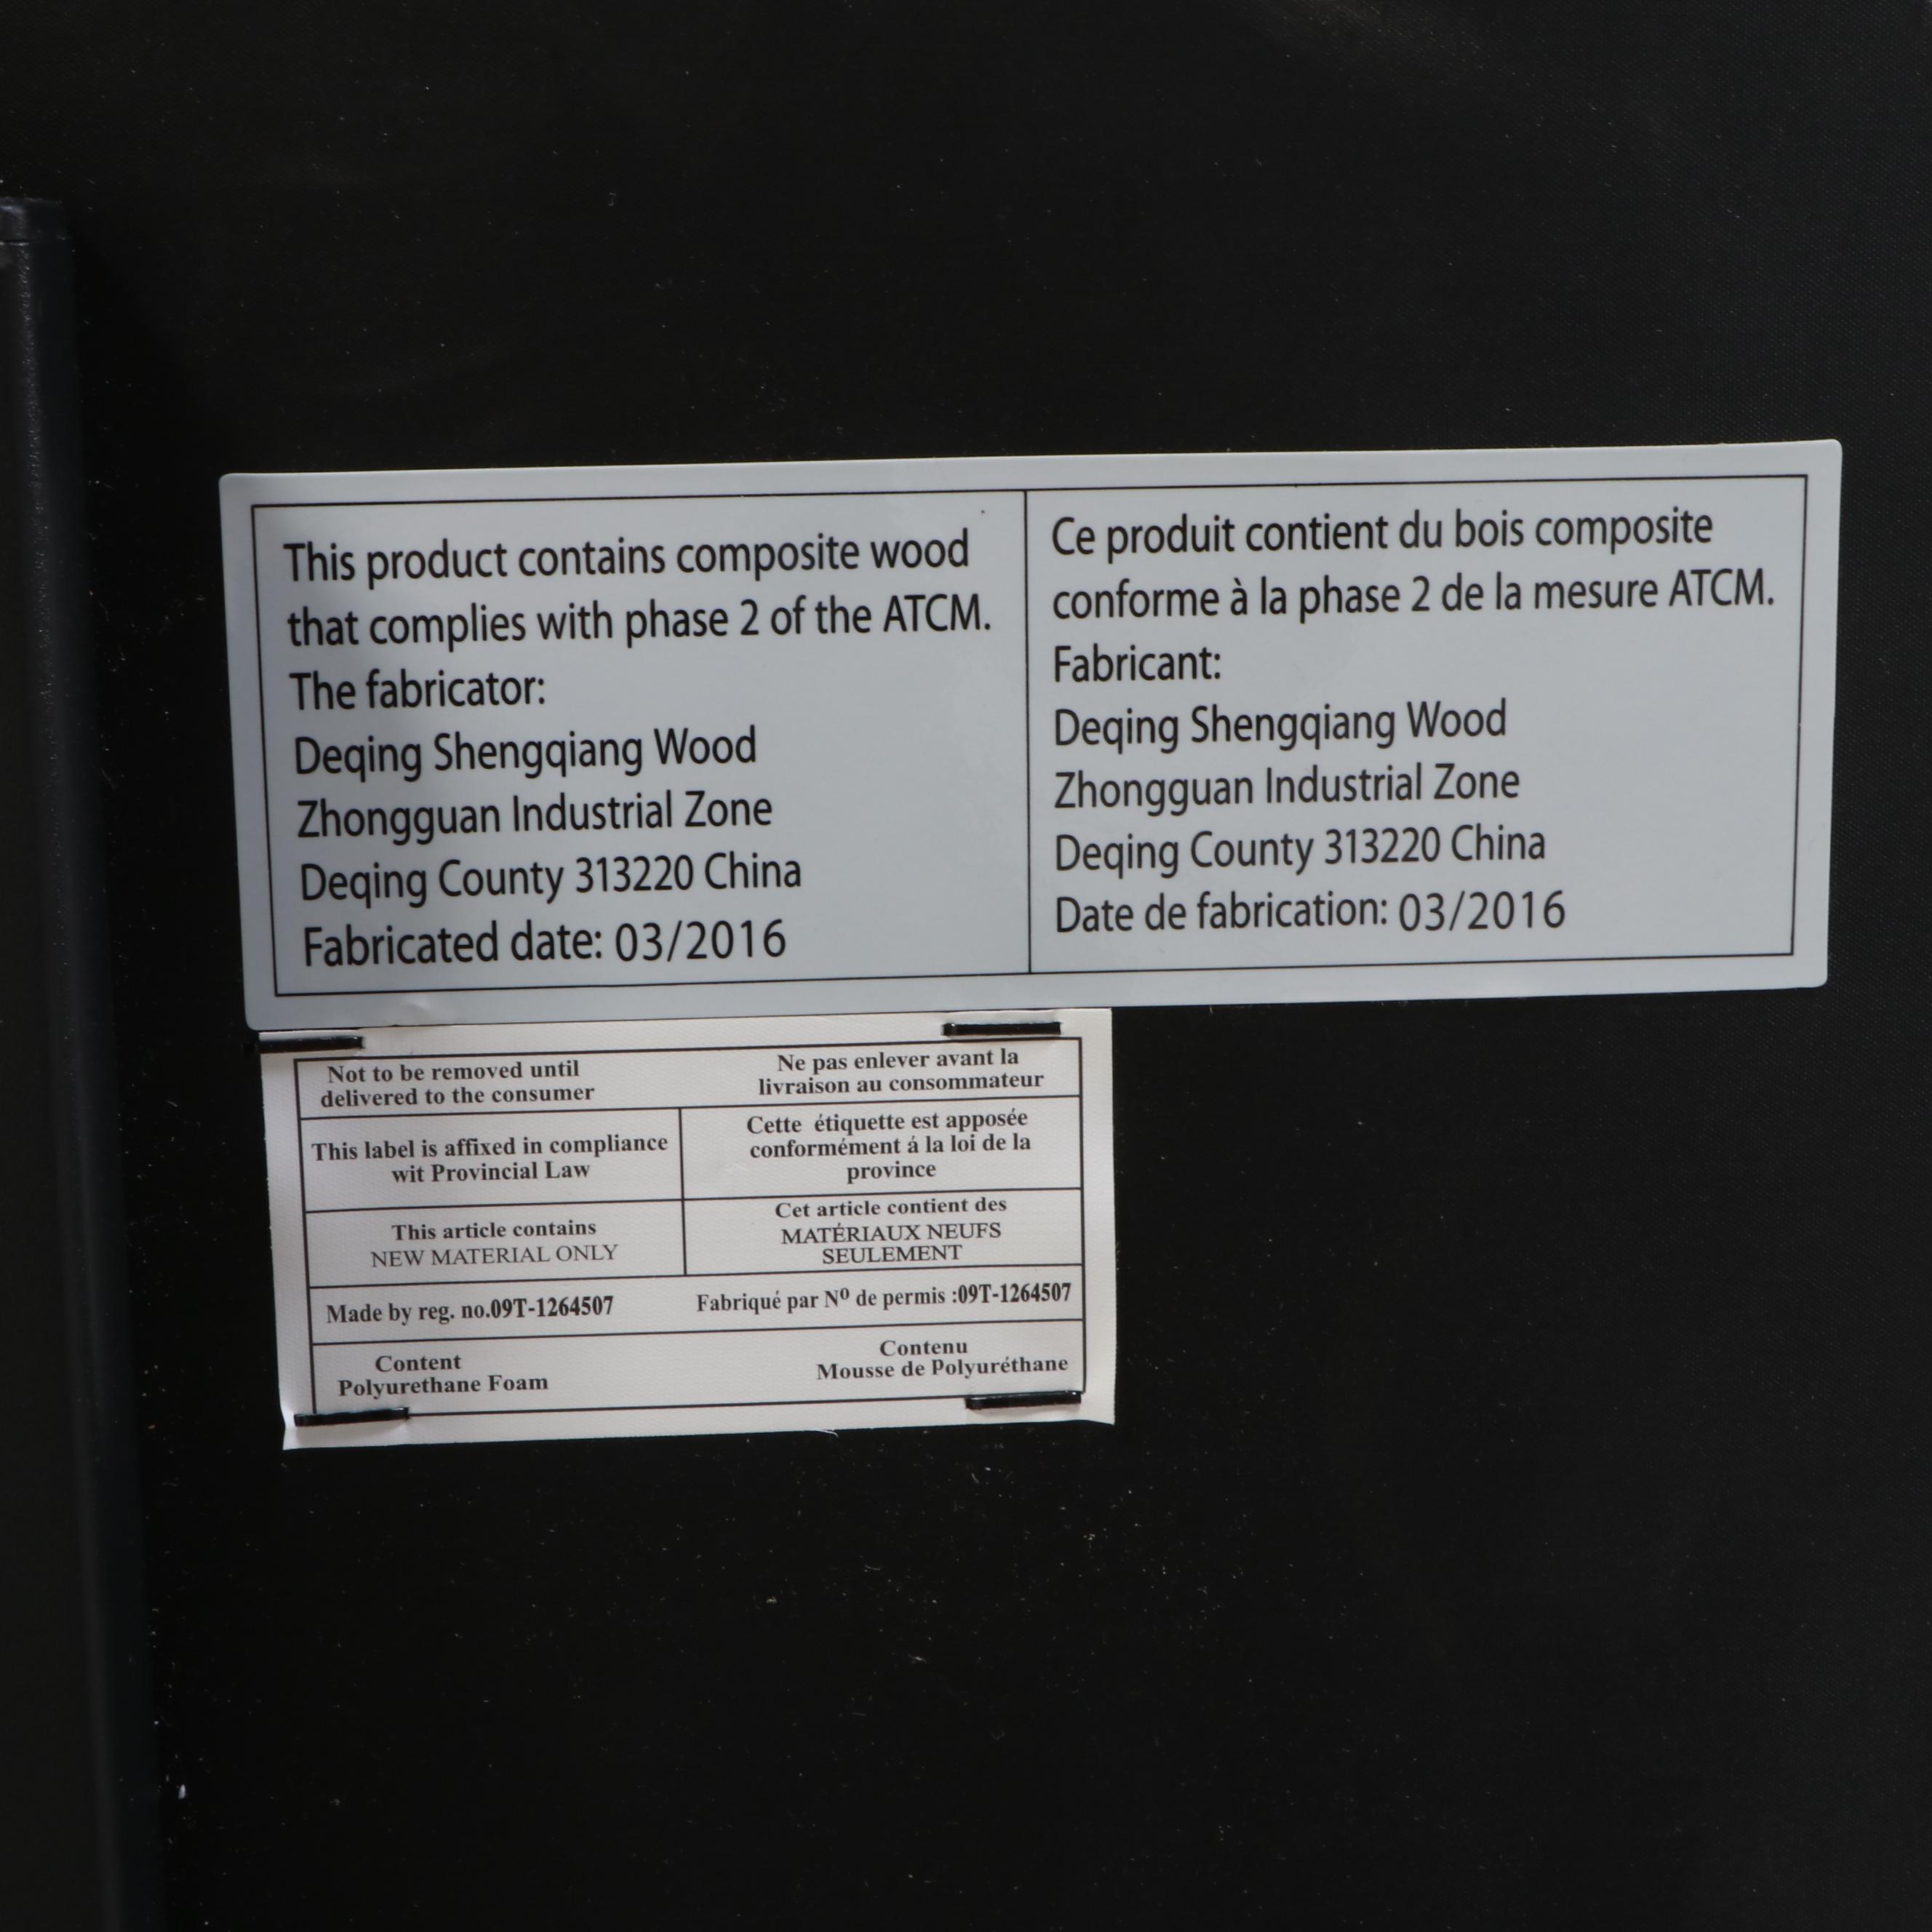 This product contains composite wood
that complies with phase 2 of the ATCM.
The fabricator:
Deqing Shengqiang Wood
Zhongguan Industrial Zone
Deqing County 313220 China
Fabricated date: 03/2016
Ce produit contient du bois composite
conforme à la phase 2 de la mesure ATCM.
Fabricant:
Deqing Shengqiang Wood
Zhongguan Industrial Zone
Deqing County 313220 China
Date de fabrication: 03/2016
Not to be removed until
delivered to the consumer
Ne pas enlever avant la
livraison au consommateur
This label is affixed in compliance
wit Provincial Law
Cette étiquette est apposée
conformément á la loi de la
province
This article contains
NEW MATERIAL ONLY
Cet article contient des
MATÉRIAUX NEUFS
SEULEMENT
Made by reg. no.09T-1264507
Fabriqué par Nº de permis :09T-1264507
Content
Polyurethane Foam
Contenu
Mousse de Polyuréthane